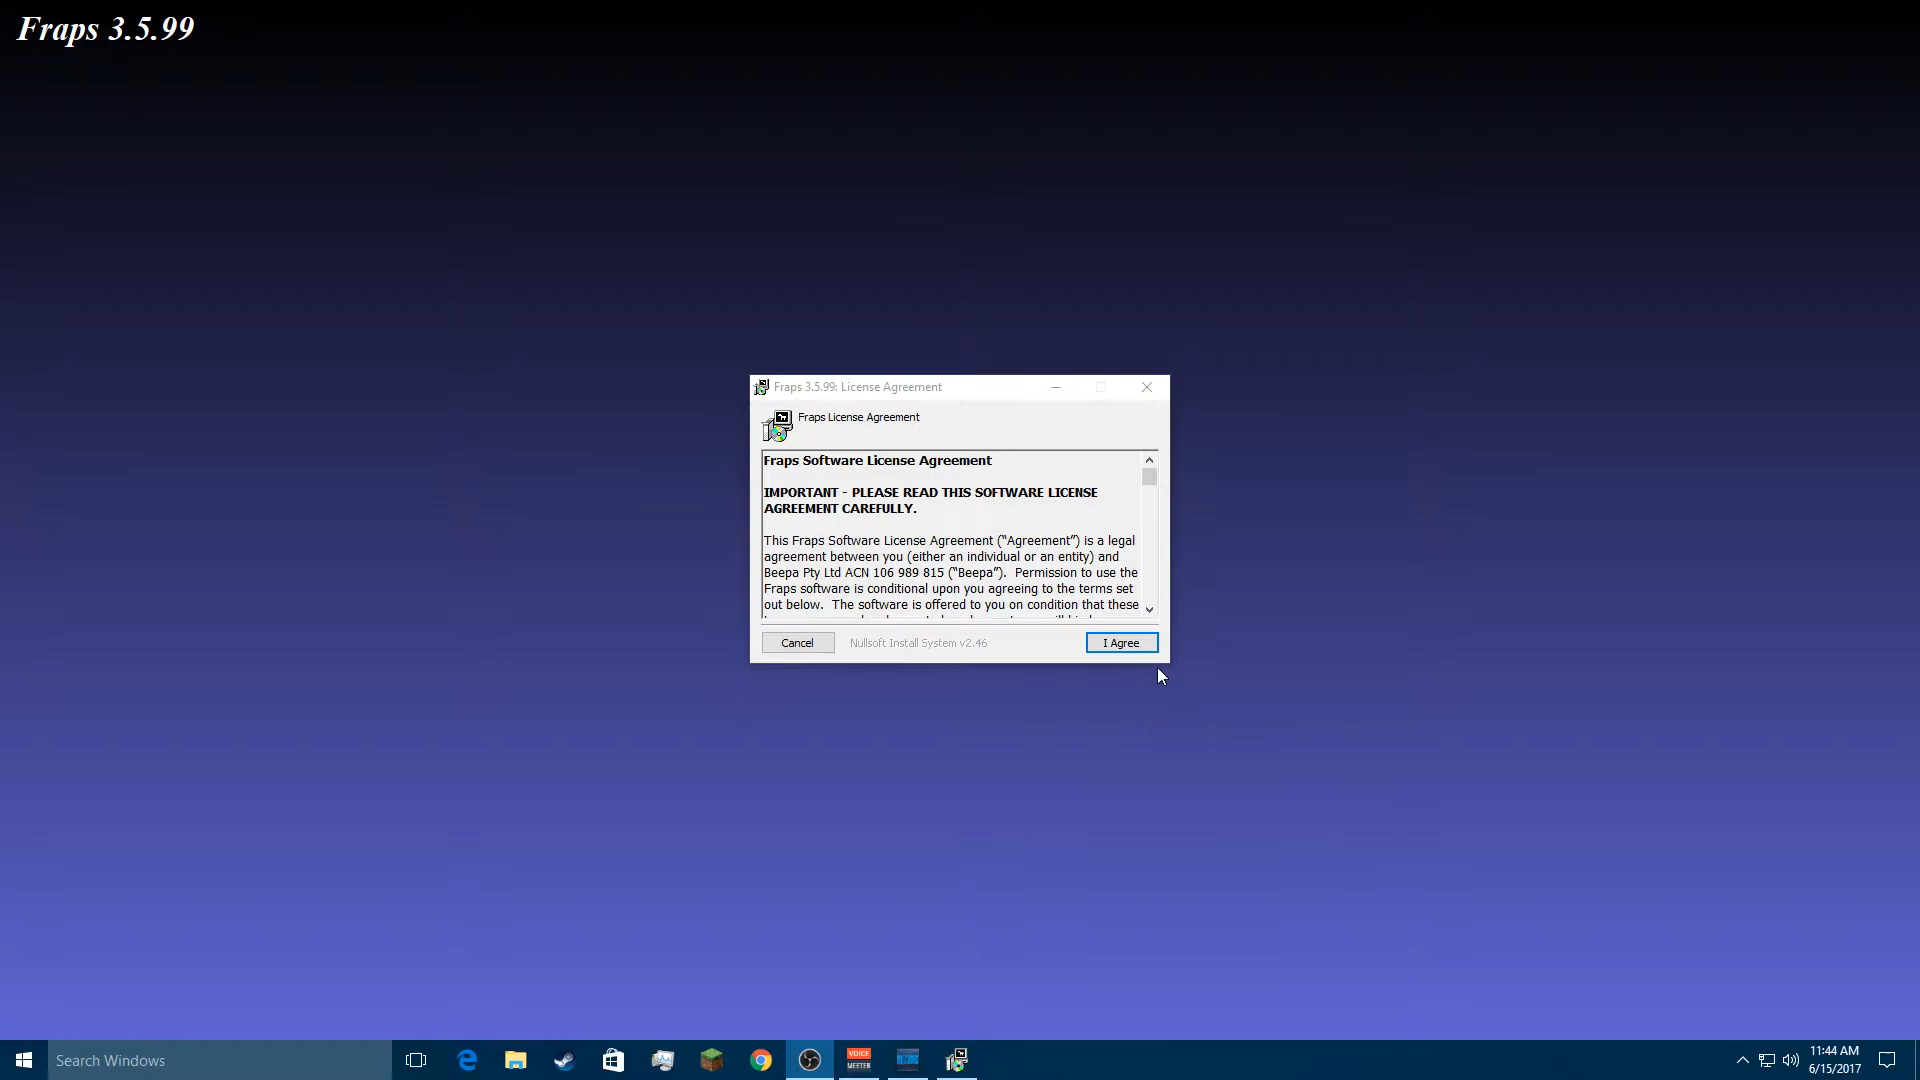 Fraps 3.5.99
Fraps 3.5.99: License Agreement
Fraps License Agreement
Fraps Software License Agreement
IMPORTANT - PLEASE READ THIS SOFTWARE LICENSE
AGREEMENT CAREFULLY.
This Fraps Software License Agreement (“Agreement”) is a legal
agreement between you (either an individual or an entity) and
Beepa Pty Ltd ACN 106 989 815 (“Beepa”).  Permission to use the
Fraps software is conditional upon you agreeing to the terms set
out below.  The software is offered to you on condition that these
Cancel
Nullsoft Install System v2.46
I Agree
Search Windows
VOICE
MEETER
11:44 AM
6/15/2017